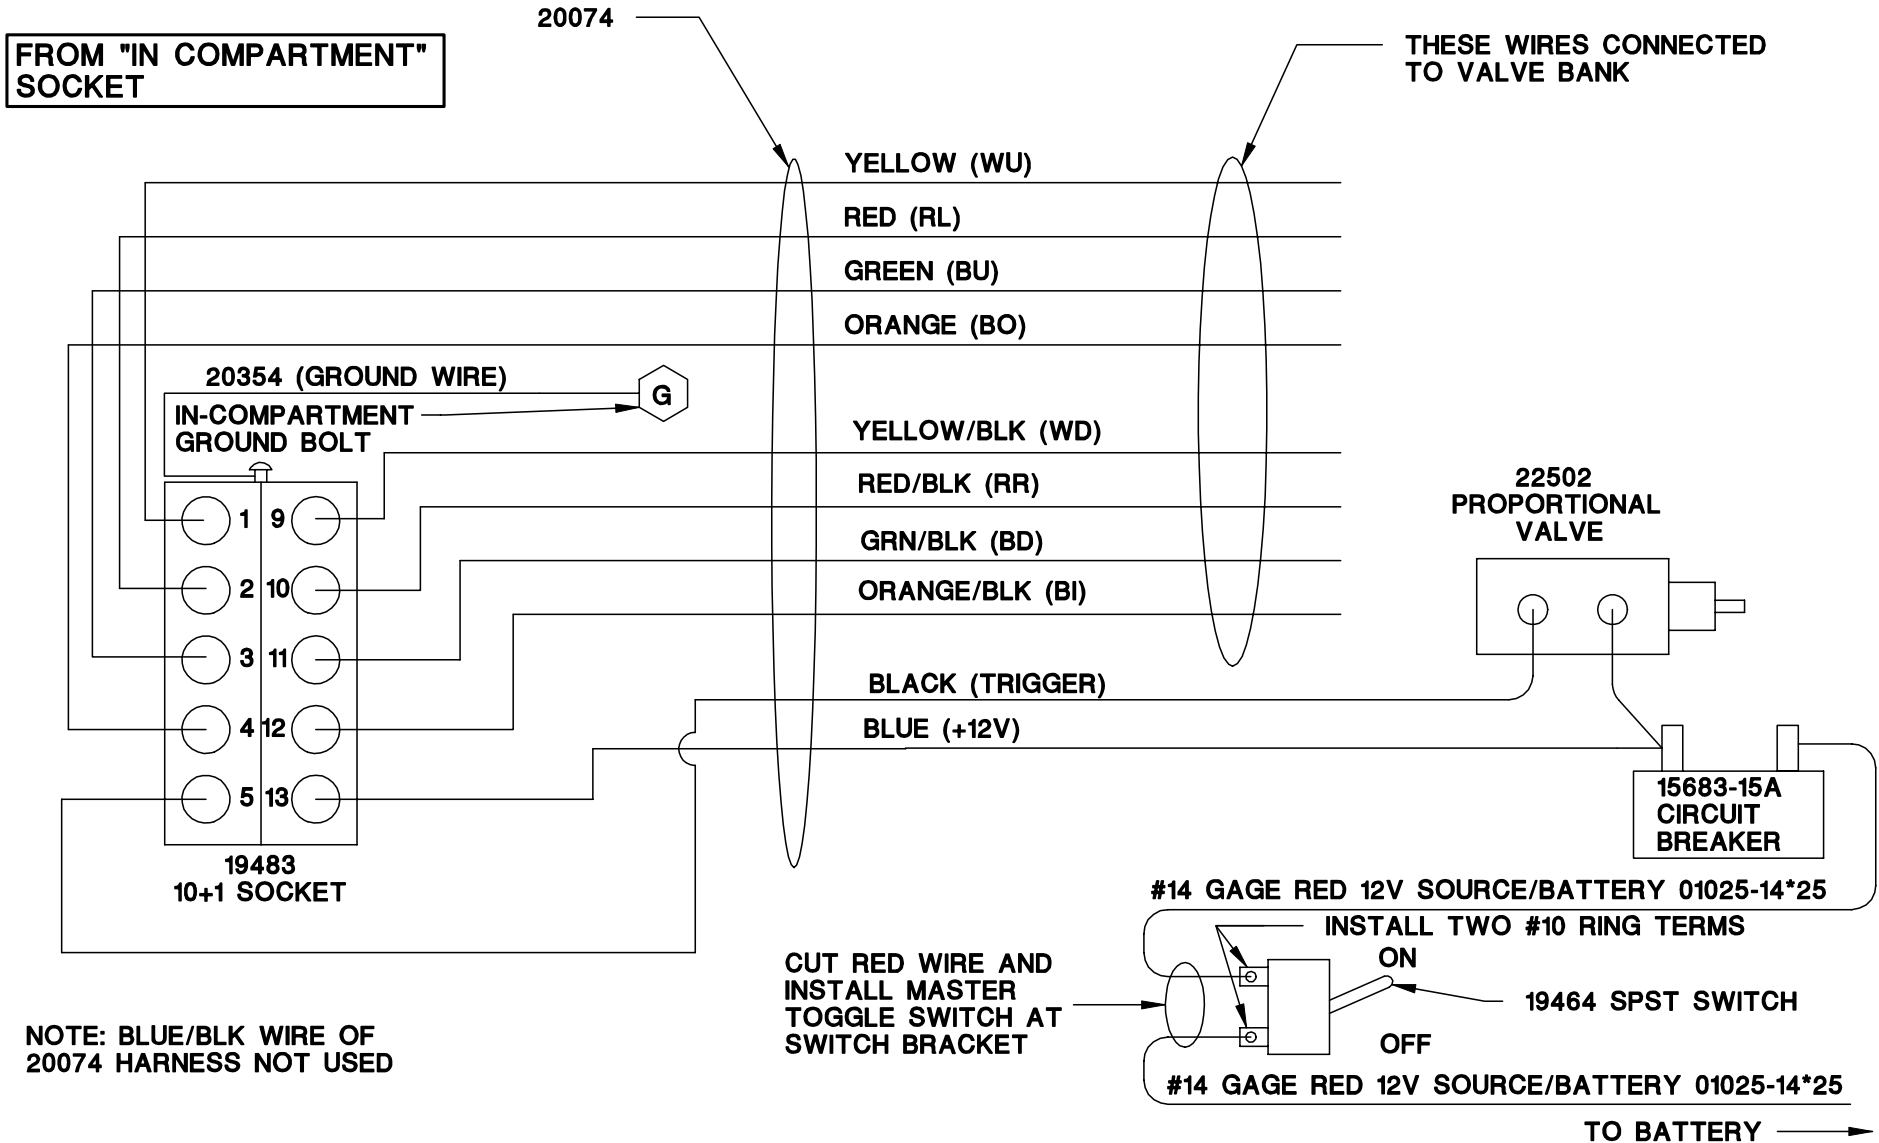 20074
FROM "IN COMPARTMENT"
SOCKET
THESE WIRES CONNECTED
TO VALVE BANK
YELLOW (WU)
RED (RL)
GREEN (BU)
ORANGE (BO)
20354 (GROUND WIRE)
G
IN-COMPARTMENT
GROUND BOLT
YELLOW/BLK (WD)
RED/BLK (RR)
GRN/BLK (BD)
ORANGE/BLK (BI)
22502
PROPORTIONAL
VALVE
1 9
2 10
3 11
4 12
5 13
BLACK (TRIGGER)
BLUE (+12V)
15683-15A
CIRCUIT
BREAKER
19483
10+1 SOCKET
#14 GAGE RED 12V SOURCE/BATTERY 01025-14*25
INSTALL TWO #10 RING TERMS
ON
CUT RED WIRE AND
INSTALL MASTER
TOGGLE SWITCH AT
SWITCH BRACKET
19464 SPST SWITCH
OFF
NOTE: BLUE/BLK WIRE OF
20074 HARNESS NOT USED
#14 GAGE RED 12V SOURCE/BATTERY 01025-14*25
TO BATTERY